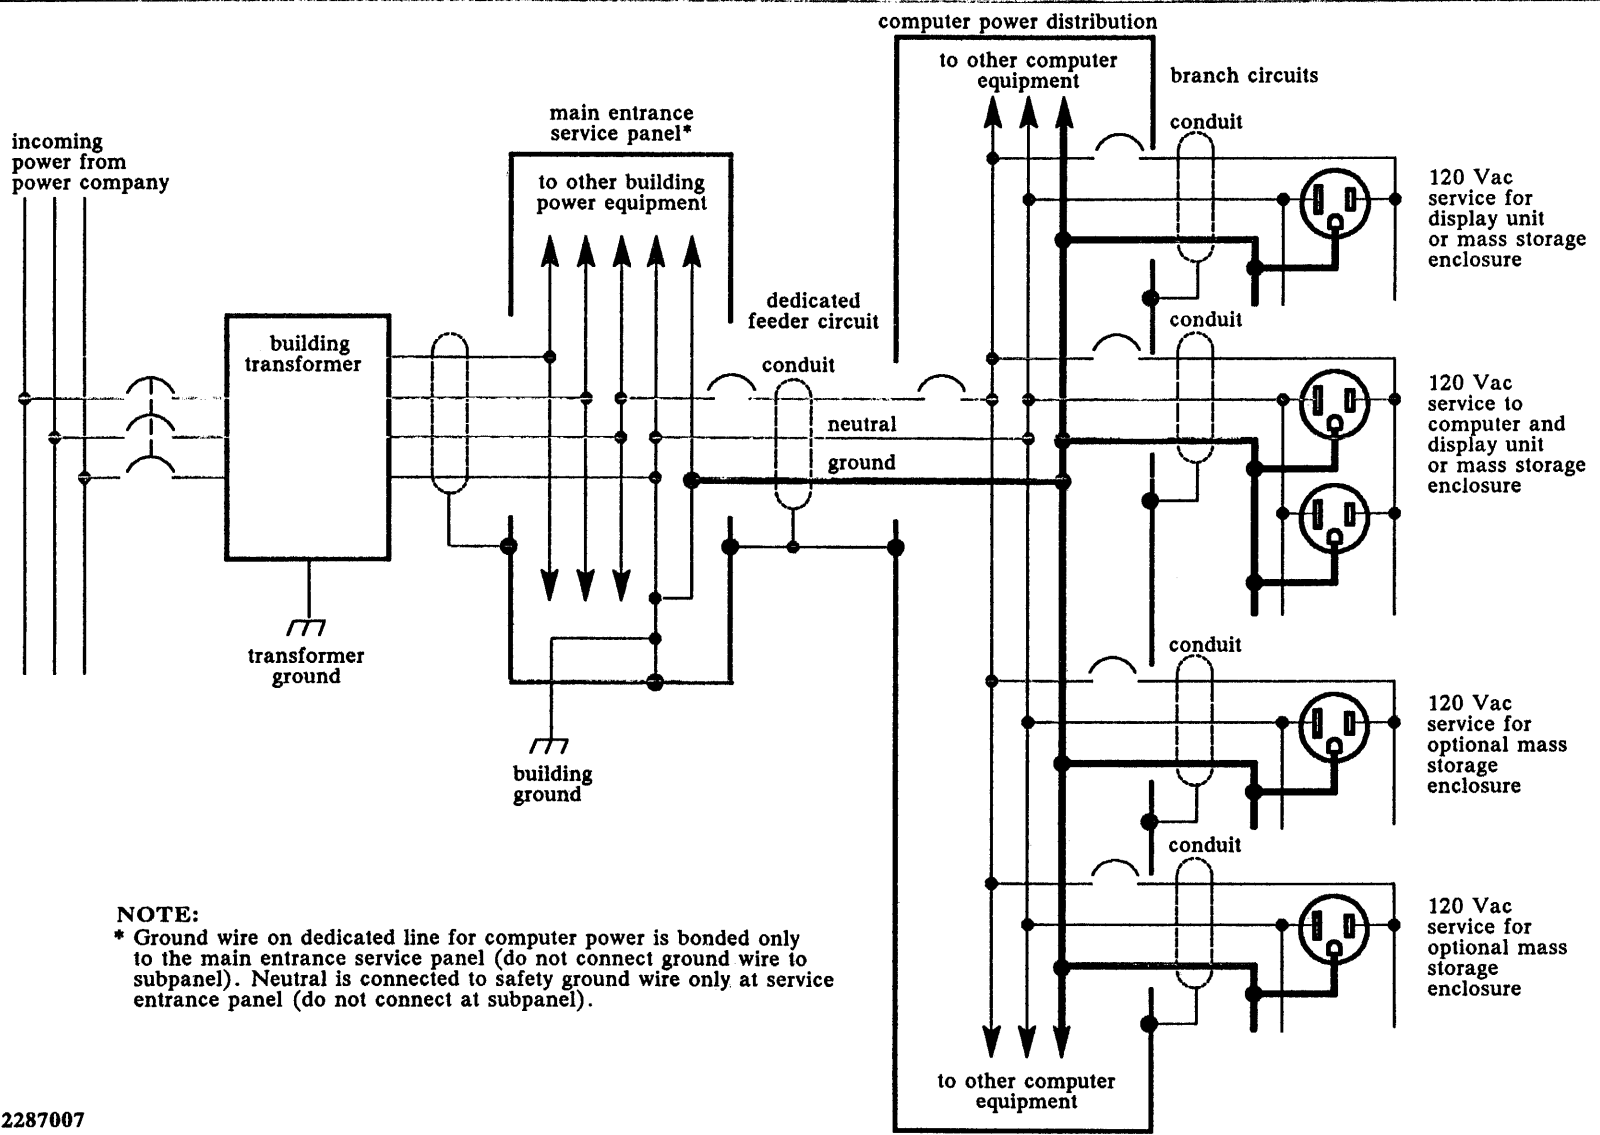 computer power distribution
to other computer
equipment
branch circuits
main entrance
service panel*
conduit
incoming
power from
power company
to other building
power equipment
120 Vac
service for
display unit
or mass storage
enclosure
dedicated
feeder circuit
conduit
building
transformer
conduit
120 Vac
service to
computer and
display unit
or mass storage
enclosure
neutral
ground
transformer
ground
conduit
120 Vac
service for
optional mass
storage
enclosure
building
ground
conduit
120 Vac
service for
optional mass
storage
enclosure
NOTE:
* Ground wire on dedicated line for computer power is bonded only
to the main entrance service panel (do not connect ground wire to
subpanel). Neutral is connected to safety ground wire only at service
entrance panel (do not connect at subpanel).
to other computer
equipment
2287007